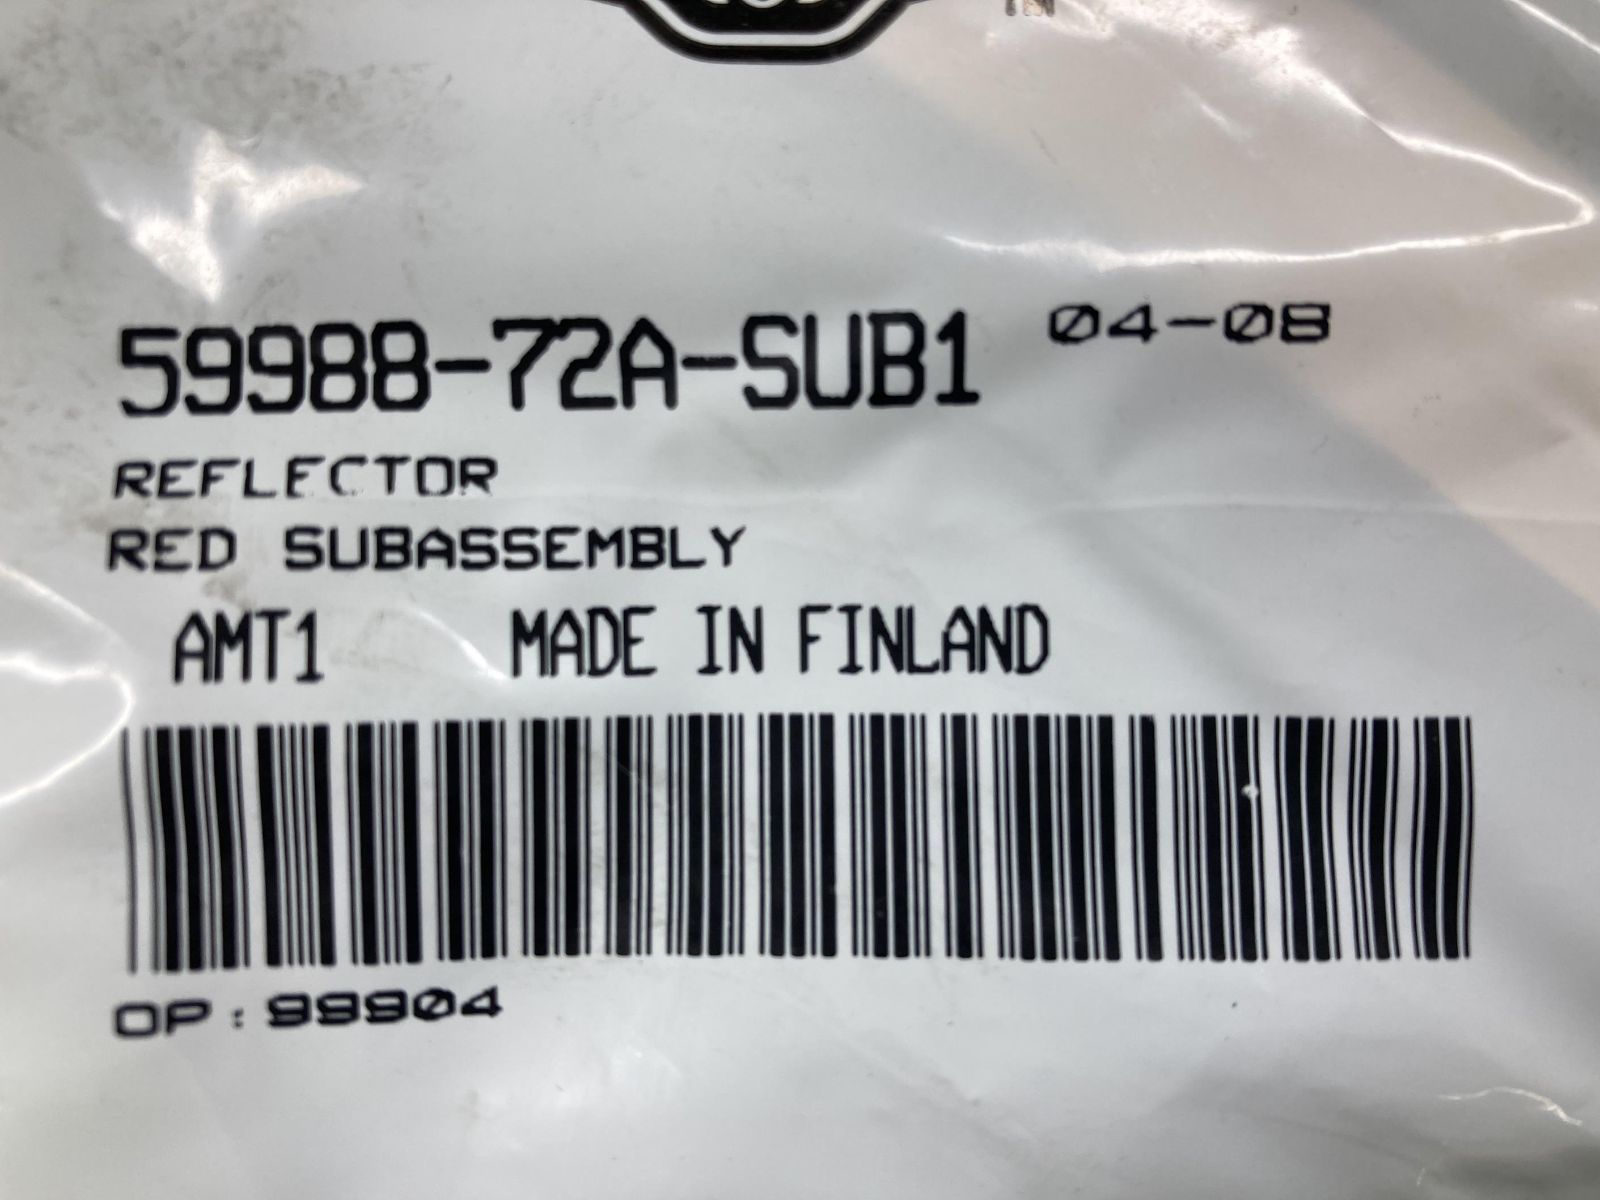 59988-72A-SUB1 04-08
REFLECTOR
RED SUBASSEMBLY
AMT1 MADE IN FINLAND
OP:99904